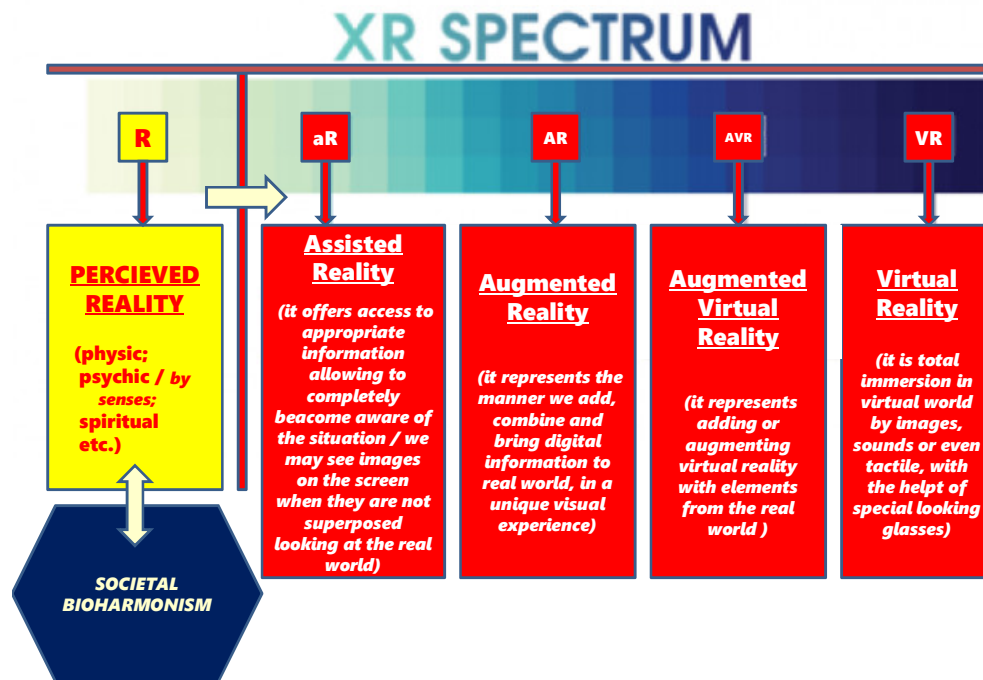 XR SPECTRUM
R
aR
AR
AVR
VR
PERCIEVED
REALITY
(physic;
psychic / by
senses;
spiritual
etc.)
Assisted
Reality
(it offers access to
appropriate
information
allowing to
completely
beacome aware of
the situation / we
may see images
on the screen
when they are not
superposed
looking at the real
world)
Augmented
Reality
(it represents the
manner we add,
combine and
bring digital
information to
real world, in a
unique visual
experience)
Augmented
Virtual
Reality
(it represents
adding or
augmenting
virtual reality
with elements
from the real
world )
Virtual
Reality
(it is total
immersion in
virtual world
by images,
sounds or even
tactile, with
the helpt of
special looking
glasses)
SOCIETAL
BIOHARMONISM